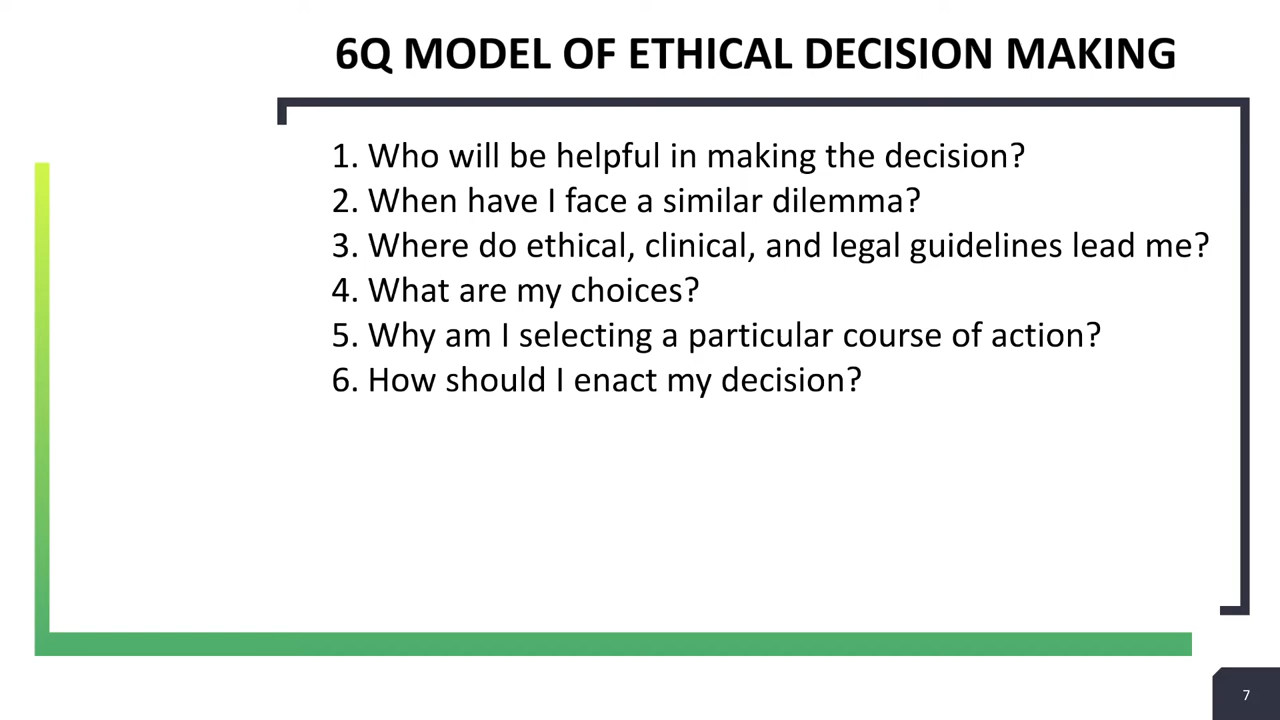 6Q MODEL OF ETHICAL DECISION MAKING
1. Who will be helpful in making the decision?
2. When have I face a similar dilemma?
3. Where do ethical, clinical, and legal guidelines lead me?
4. What are my choices?
5. Why am I selecting a particular course of action?
6. How should I enact my decision?
7